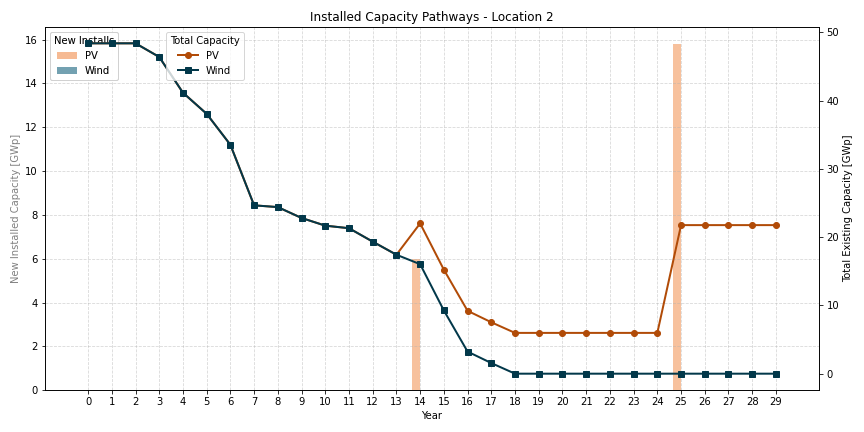 Installed Capacity Pathways - Location 2
New Installs
PV
Wind
Total Capacity
PV
Wind
New Installed Capacity [GWp]
16
14
12
10
8
6
4
2
0
50
40
30
20
10
0
Total Existing Capacity [GWp]
0 1 2 3 4 5 6 7 8 9 10 11 12 13 14 15 16 17 18 19 20 21 22 23 24 25 26 27 28 29
Year